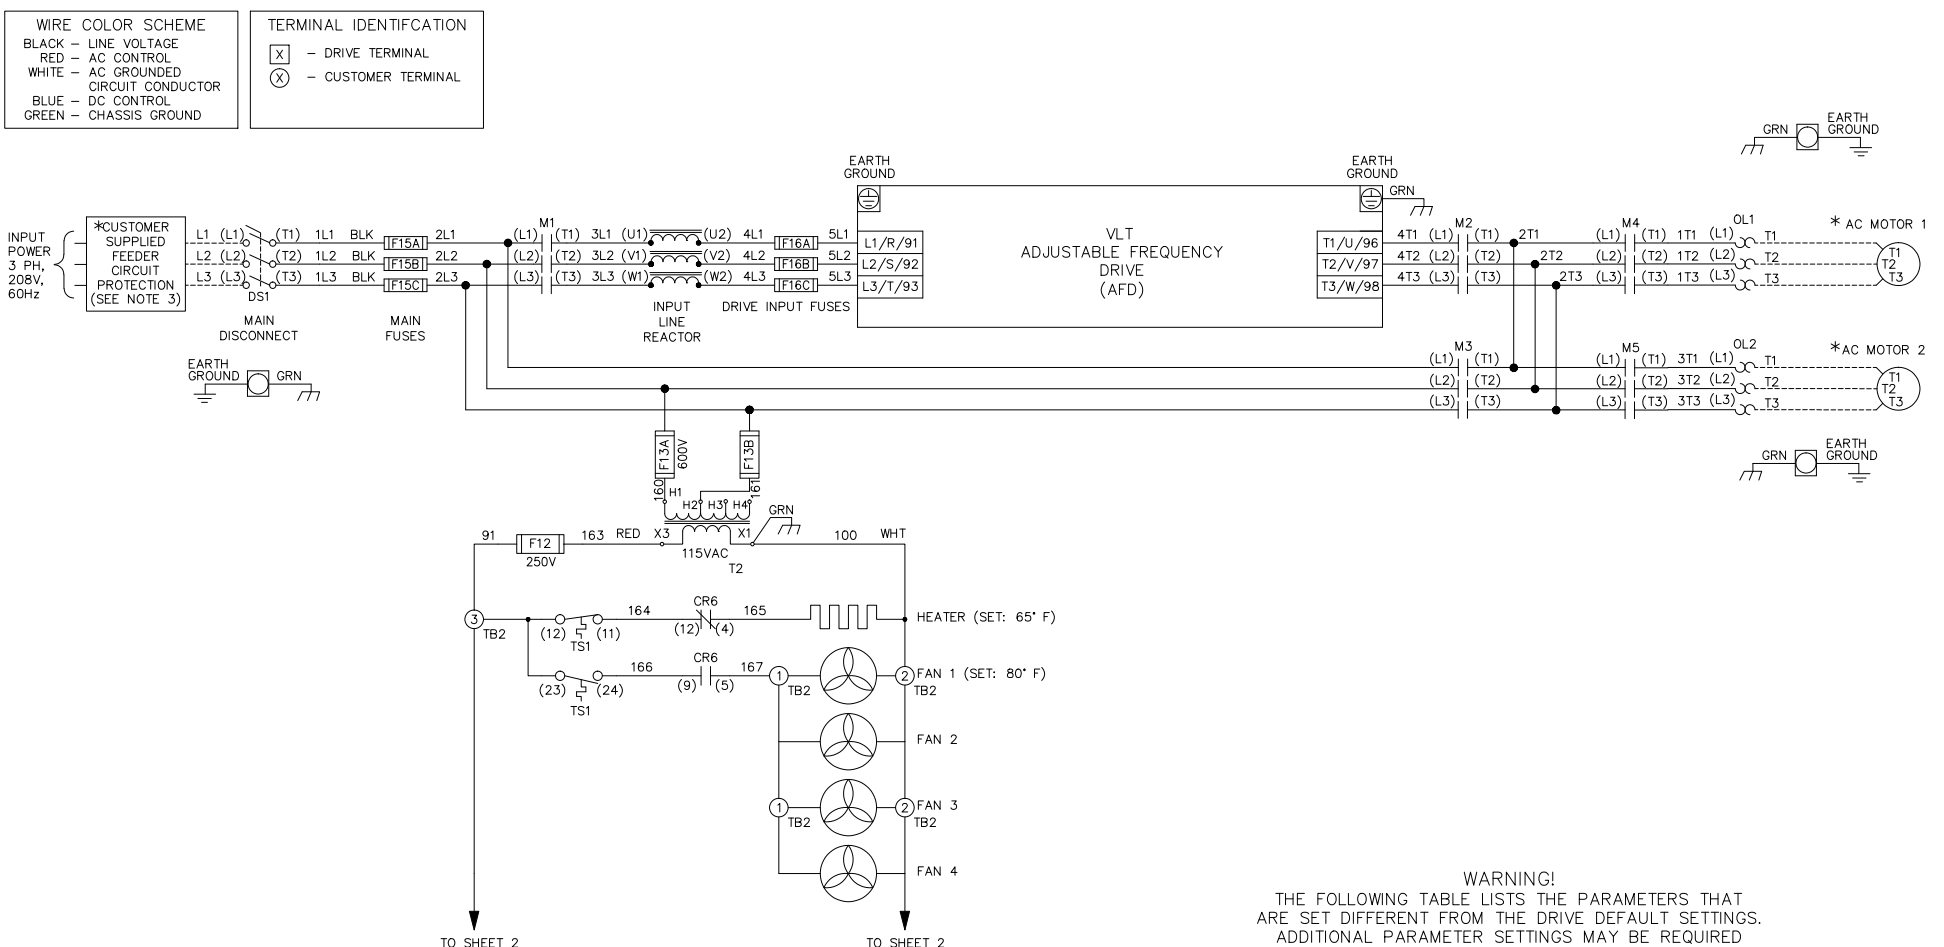 WIRE COLOR SCHEME
BLACK – LINE VOLTAGE
RED – AC CONTROL
WHITE – AC GROUNDED
CIRCUIT CONDUCTOR
BLUE – DC CONTROL
GREEN – CHASSIS GROUND
TERMINAL IDENTIFCATION
X – DRIVE TERMINAL
X – CUSTOMER TERMINAL
GRN
EARTH
GROUND
INPUT
POWER
3 PH,
208V,
60Hz
*CUSTOMER
SUPPLIED
FEEDER
CIRCUIT
PROTECTION
(SEE NOTE 3)
L1 (L1) (T1) 1L1 BLK F15A 2L1
L2 (L2) (T2) 1L2 BLK F15B 2L2
L3 (L3) (T3) 1L3 BLK F15C 2L3
DS1
MAIN
DISCONNECT
MAIN
FUSES
M1
(L1) (T1) 3L1 (U1) (U2) 4L1 F16A 5L1
(L2) (T2) 3L2 (V1) (V2) 4L2 F16B 5L2
(L3) (T3) 3L3 (W1) (W2) 4L3 F16C 5L3
INPUT
LINE
REACTOR
DRIVE INPUT FUSES
EARTH
GROUND
L1/R/91
L2/S/92
L3/T/93
VLT
ADJUSTABLE FREQUENCY
DRIVE
(AFD)
EARTH
GROUND
GRN
T1/U/96
T2/V/97
T3/W/98
M2
M4
OL1
4T1 (L1) (T1) 2T1 (L1) (T1) 1T1 (L1) T1
4T2 (L2) (T2) 2T2 (L2) (T2) 1T2 (L2) T2
4T3 (L3) (T3) 2T3 (L3) (T3) 1T3 (L3) T3
* AC MOTOR 1
T1
T2
T3
EARTH
GROUND
GRN
M3
M5
OL2
(L1) (T1) (L1) (T1) 3T1 (L1) T1
(L2) (T2) (L2) (T2) 3T2 (L2) T2
(L3) (T3) (L3) (T3) 3T3 (L3) T3
*AC MOTOR 2
T1
T2
T3
GRN
EARTH
GROUND
F13A
600V
F13B
160
161
H1
H2
H3
H4
GRN
91
F12
250V
163
RED
X3
X1
115VAC
T2
100
WHT
3
TB2
(12)
(11)
TS1
164
CR6
(12)
(4)
165
HEATER (SET: 65° F)
(23)
(24)
TS1
166
CR6
(9)
(5)
167
1
TB2
2
TB2
FAN 1 (SET: 80° F)
FAN 2
1
TB2
2
TB2
FAN 3
FAN 4
TO SHEET 2
TO SHEET 2
WARNING!
THE FOLLOWING TABLE LISTS THE PARAMETERS THAT
ARE SET DIFFERENT FROM THE DRIVE DEFAULT SETTINGS.
ADDITIONAL PARAMETER SETTINGS MAY BE REQUIRED